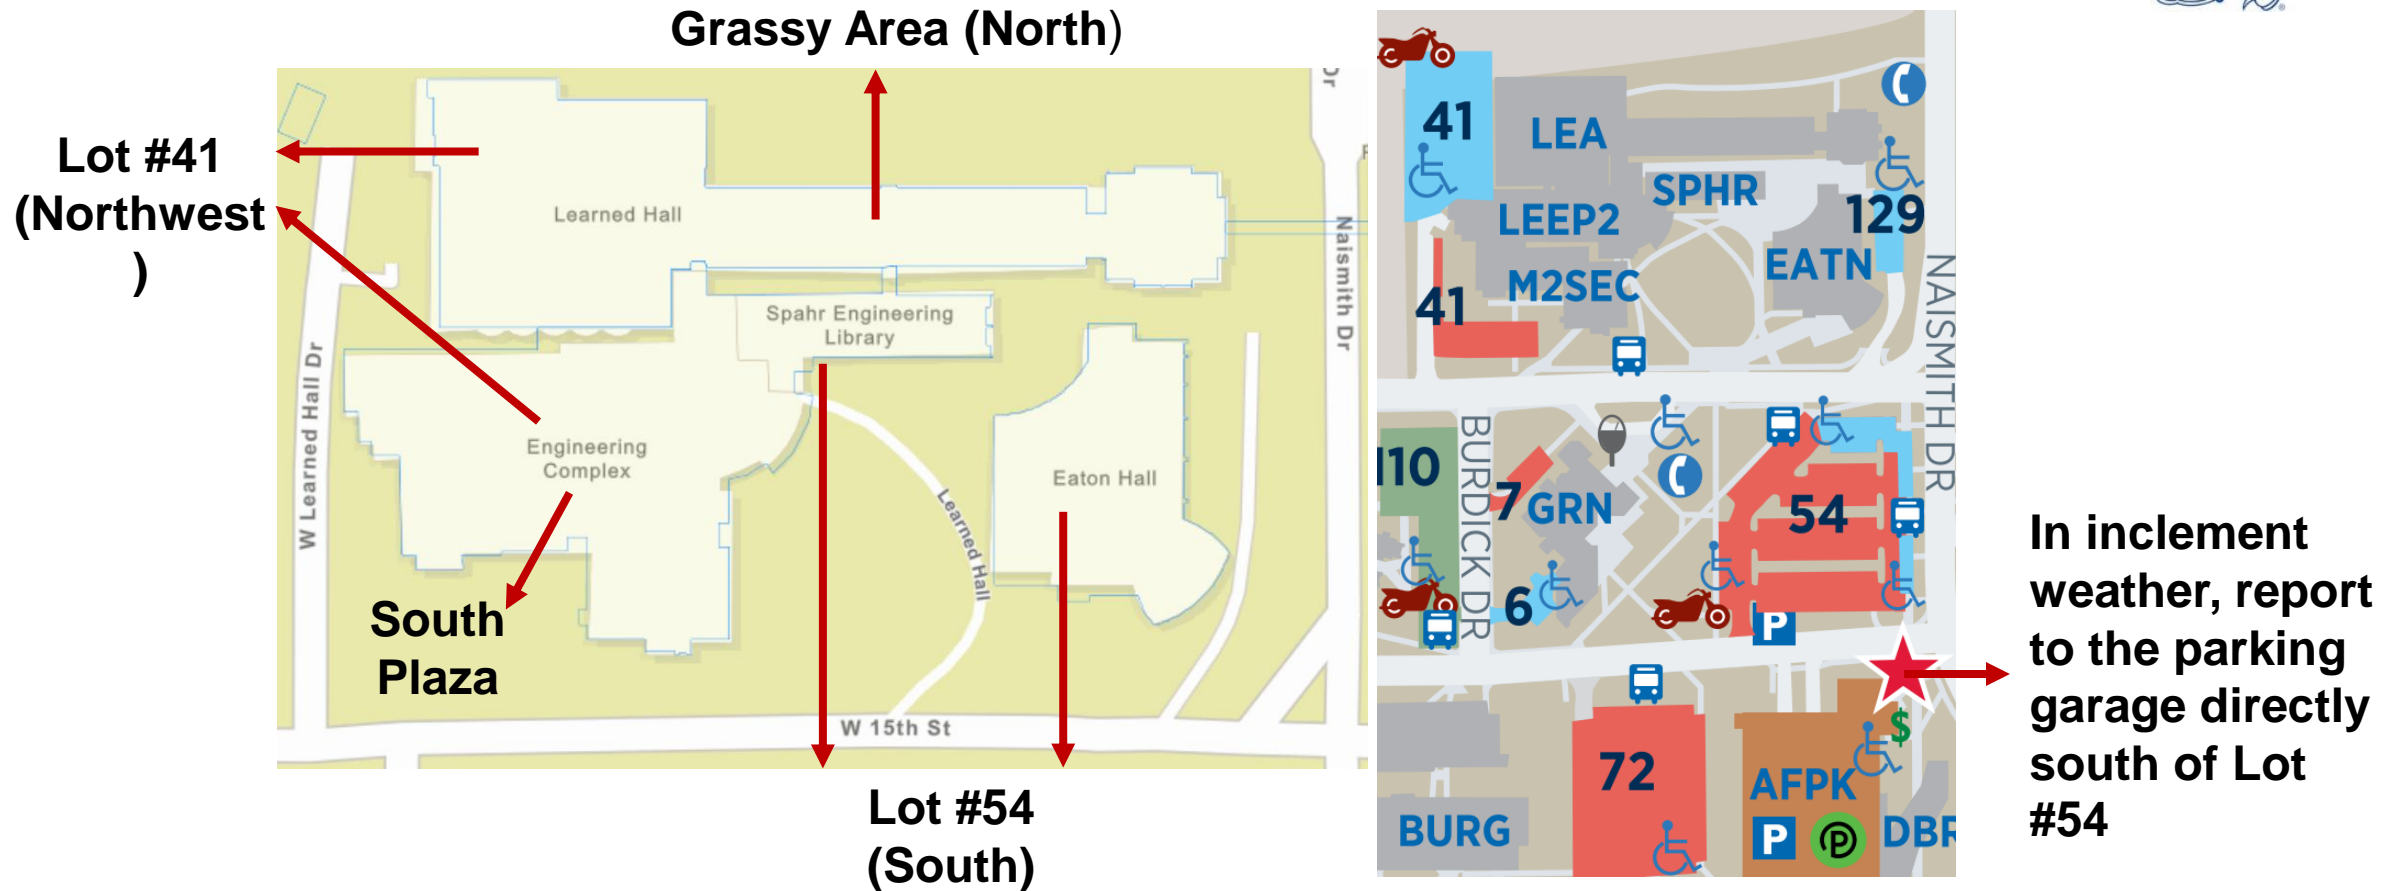 Grassy Area (North)
Lot #41
(Northwest
)
Learned Hall
Spahr Engineering
Library
Engineering
Complex
Eaton Hall
W Learned Hall Dr
Learned Hall
Naismith Dr
Dr
W 15th St
South
Plaza
Lot #54
(South)
41
LEA
SPHR
LEEP2
129
EATN
M2SEC
41
NAISMITH DR
110
BURDICK DR
7
GRN
54
6
P
72
$
AFPK
BURG
P
P
DBR
In inclement
weather, report
to the parking
garage directly
south of Lot
#54